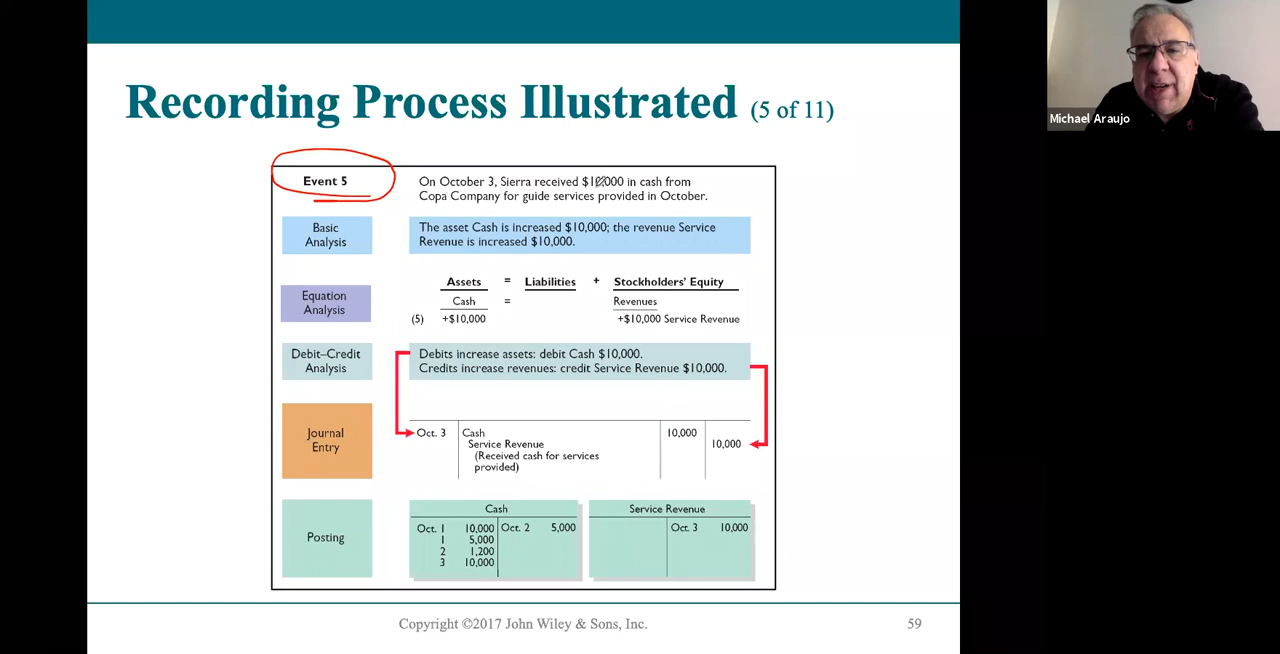 Recording Process Illustrated (5 of 11)
Michael Araujo
Event 5
On October 3, Sierra received $10,000 in cash from
Copa Company for guide services provided in October.
Basic
Analysis
The asset Cash is increased $10,000; the revenue Service
Revenue is increased $10,000.
Equation
Analysis
Assets = Liabilities + Stockholders' Equity
Cash = Revenues
(5) +$10,000 +$10,000 Service Revenue
Debit–Credit
Analysis
Debits increase assets: debit Cash $10,000.
Credits increase revenues: credit Service Revenue $10,000.
Journal
Entry
Oct. 3 Cash 10,000
Service Revenue 10,000
(Received cash for services
provided)
Posting
Cash
Oct. 1 10,000 Oct. 2 5,000
1 5,000
2 1,200
3 10,000
Service Revenue
Oct. 3 10,000
Copyright ©2017 John Wiley & Sons, Inc.
59